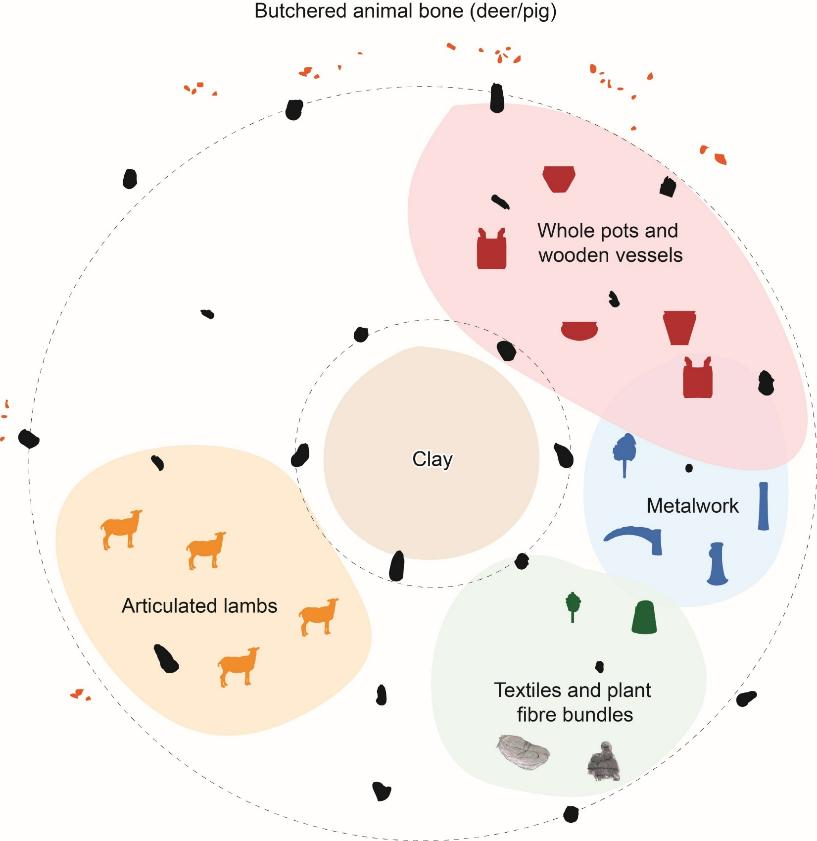 Butchered animal bone (deer/pig)
Whole pots and
wooden vessels
Clay
Metalwork
Articulated lambs
Textiles and plant
fibre bundles